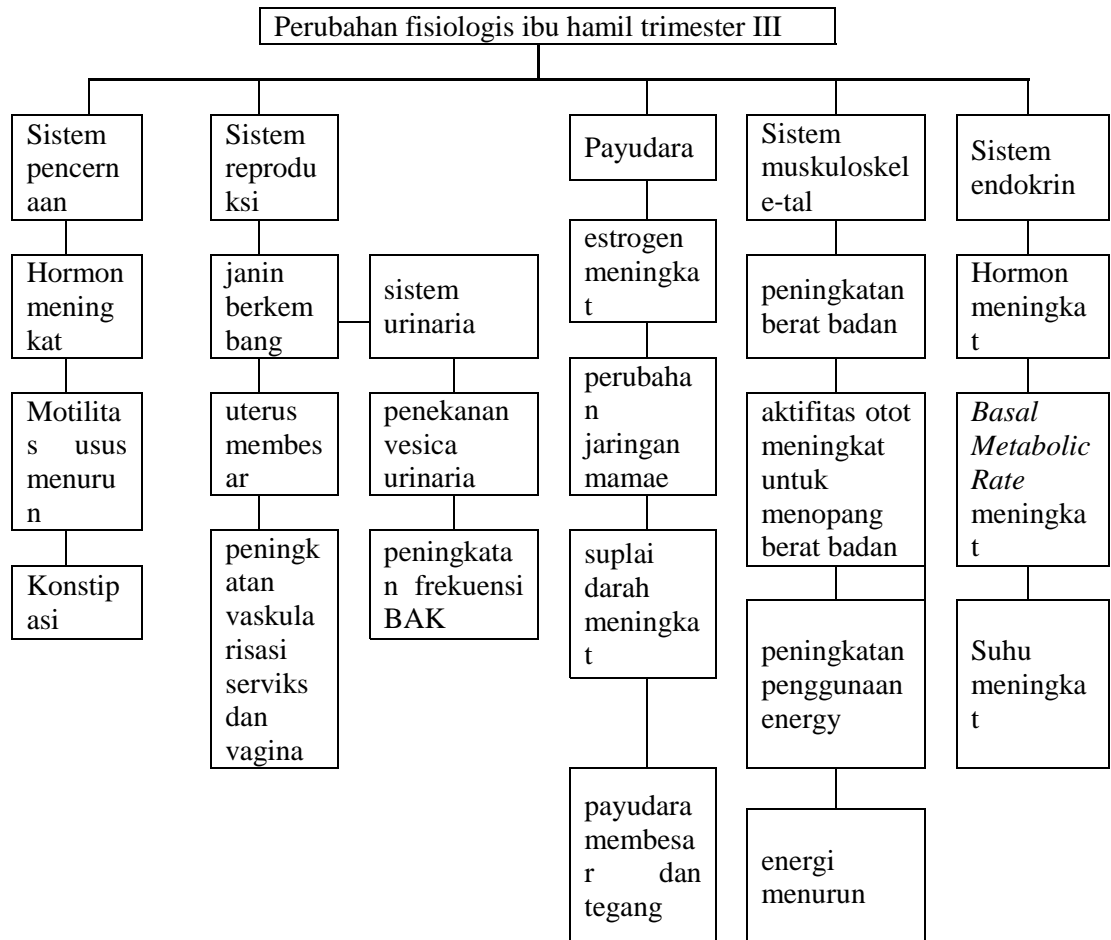 Perubahan fisiologis ibu hamil trimester III
Sistem
pencern
aan
Sistem
reprodu
ksi
Payudara
Sistem
muskuloskel
e-tal
Sistem
endokrin
Hormon
mening
kat
janin
berkem
bang
sistem
urinaria
estrogen
meningka
t
peningkatan
berat badan
Hormon
meningka
t
Motilita
s usus
menuru
n
uterus
membes
ar
penekanan
vesica
urinaria
perubaha
n
jaringan
mamae
aktifitas otot
meningkat
untuk
menopang
berat badan
Basal
Metabolic
Rate
meningka
t
Konstip
asi
peningk
atan
vaskula
risasi
serviks
dan
vagina
peningkata
n frekuensi
BAK
suplai
darah
meningka
t
peningkatan
penggunaan
energy
Suhu
meningka
t
payudara
membesa
r dan
tegang
energi
menurun